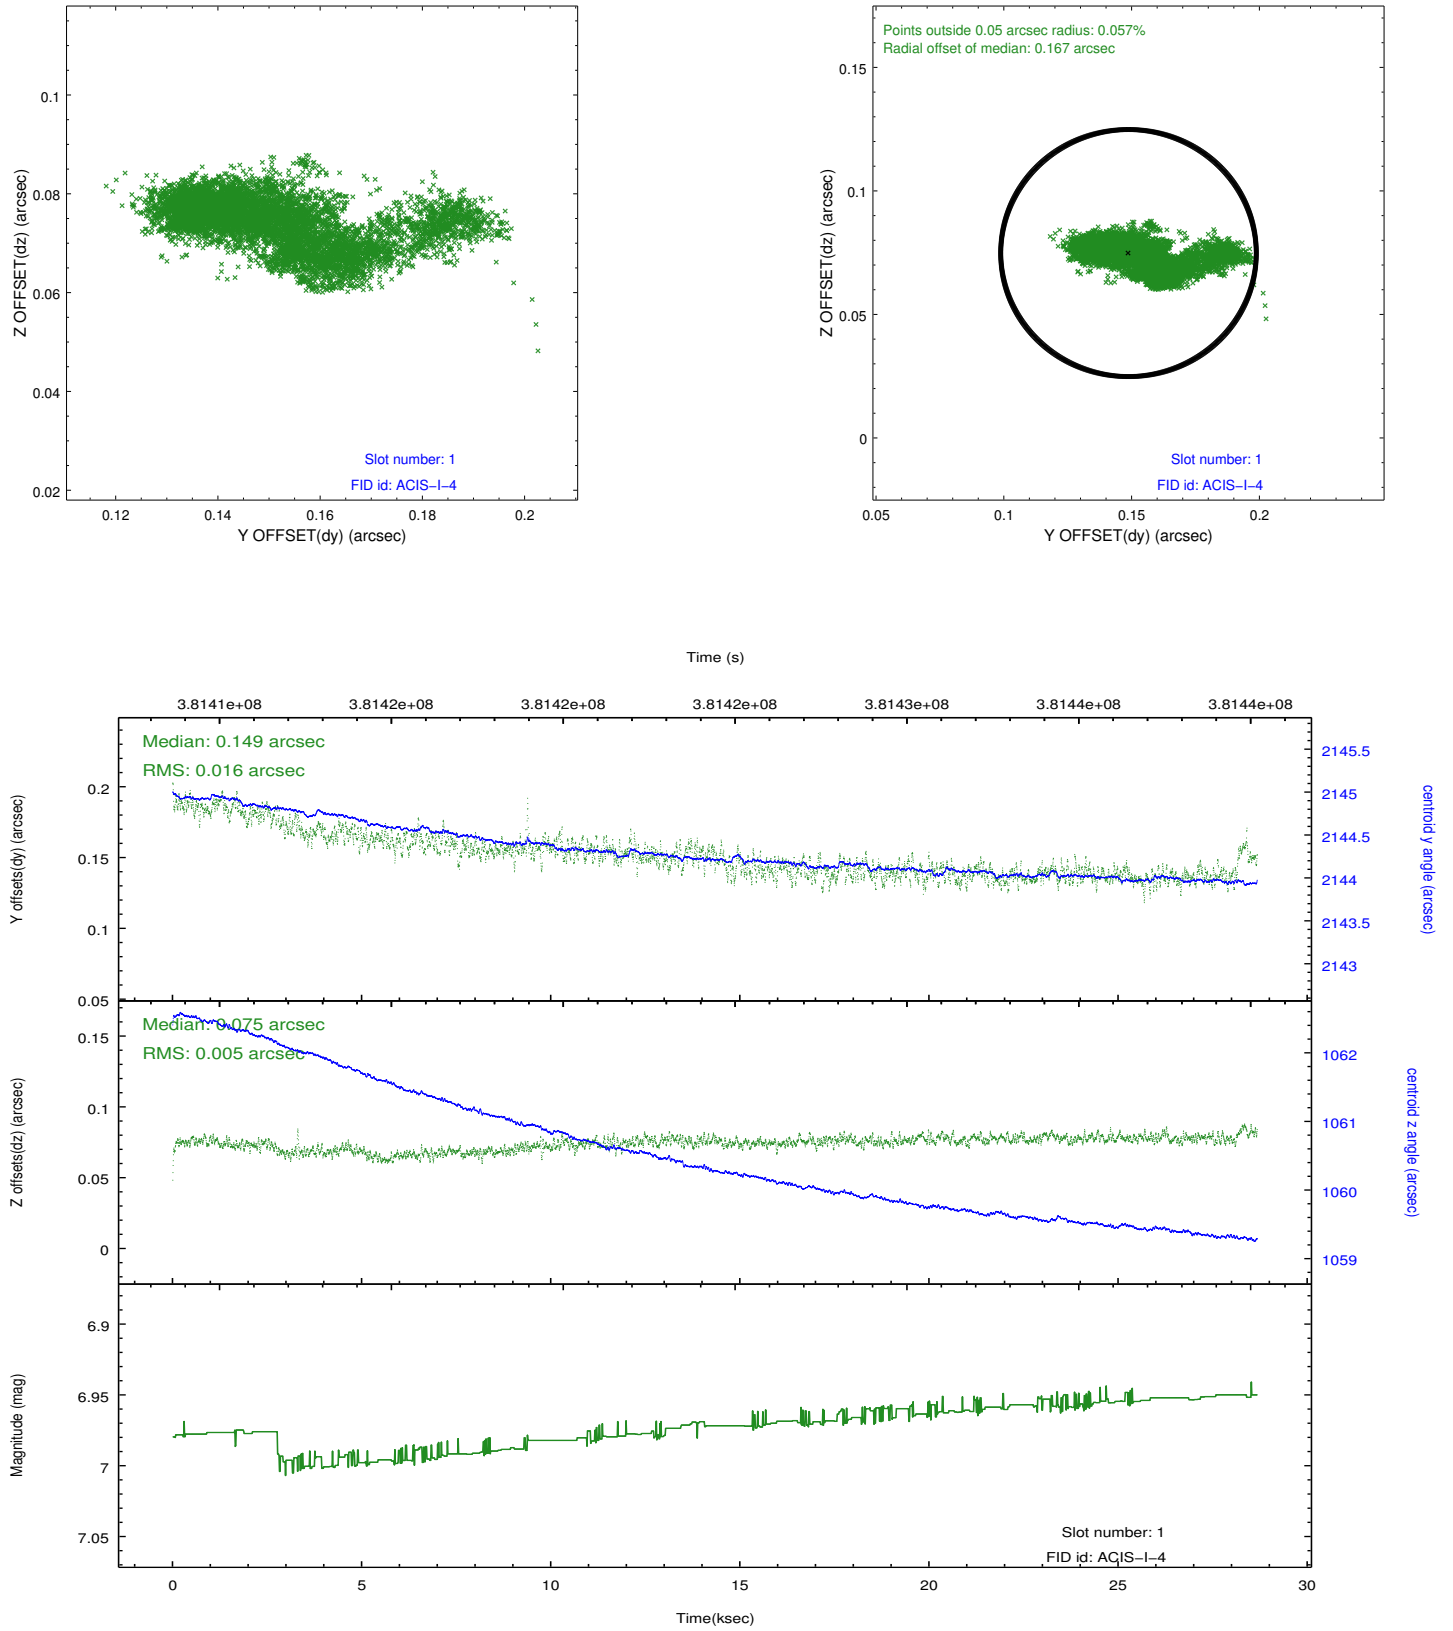 0.1
0.08
0.06
0.04
0.02
Z OFFSET(dz) (arcsec)
Slot number: 1
FID id: ACIS−I−4
0.12 0.14 0.16 0.18 0.2
Y OFFSET(dy) (arcsec)
Points outside 0.05 arcsec radius: 0.057%
Radial offset of median: 0.167 arcsec
0.15
0.1
0.05
0
Z OFFSET(dz) (arcsec)
Slot number: 1
FID id: ACIS−I−4
0.05 0.1 0.15 0.2
Y OFFSET(dy) (arcsec)
Time (s)
3.8141e+08 3.8142e+08 3.8142e+08 3.8142e+08 3.8143e+08 3.8144e+08 3.8144e+08
Median: 0.149 arcsec
RMS: 0.016 arcsec
0.2
0.15
0.1
0.05
Y offsets(dy) (arcsec)
2145.5
2145
2144.5
2144
2143.5
2143
centroid y angle (arcsec)
Median: 0.075 arcsec
RMS: 0.005 arcsec
0.15
0.1
0.05
0
Z offsets(dz) (arcsec)
1062
1061
1060
1059
centroid z angle (arcsec)
6.9
6.95
7
7.05
Magnitude (mag)
Slot number: 1
FID id: ACIS−I−4
0 5 10 15 20 25 30
Time(ksec)